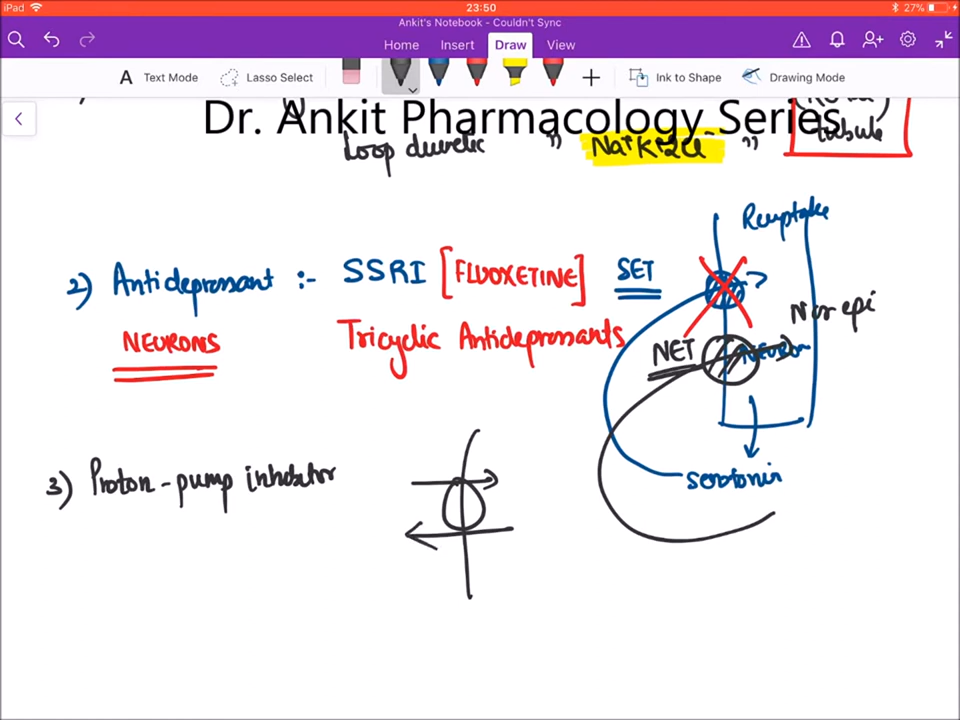 iPad 23:50 27%
Ankit's Notebook - Couldn't Sync
Home Insert Draw View
A Text Mode Lasso Select Ink to Shape Drawing Mode
Dr. Ankit Pharmacology Series
Loop diuretic " Na+K+2Cl- "
tubule
Reuptake
2) Antidepressant :- SSRI [FLUOXETINE] SET
Nor epi
NEURONS Tricyclic Antidepressants NET NEURON
3) Proton-pump inhibitor
serotonin